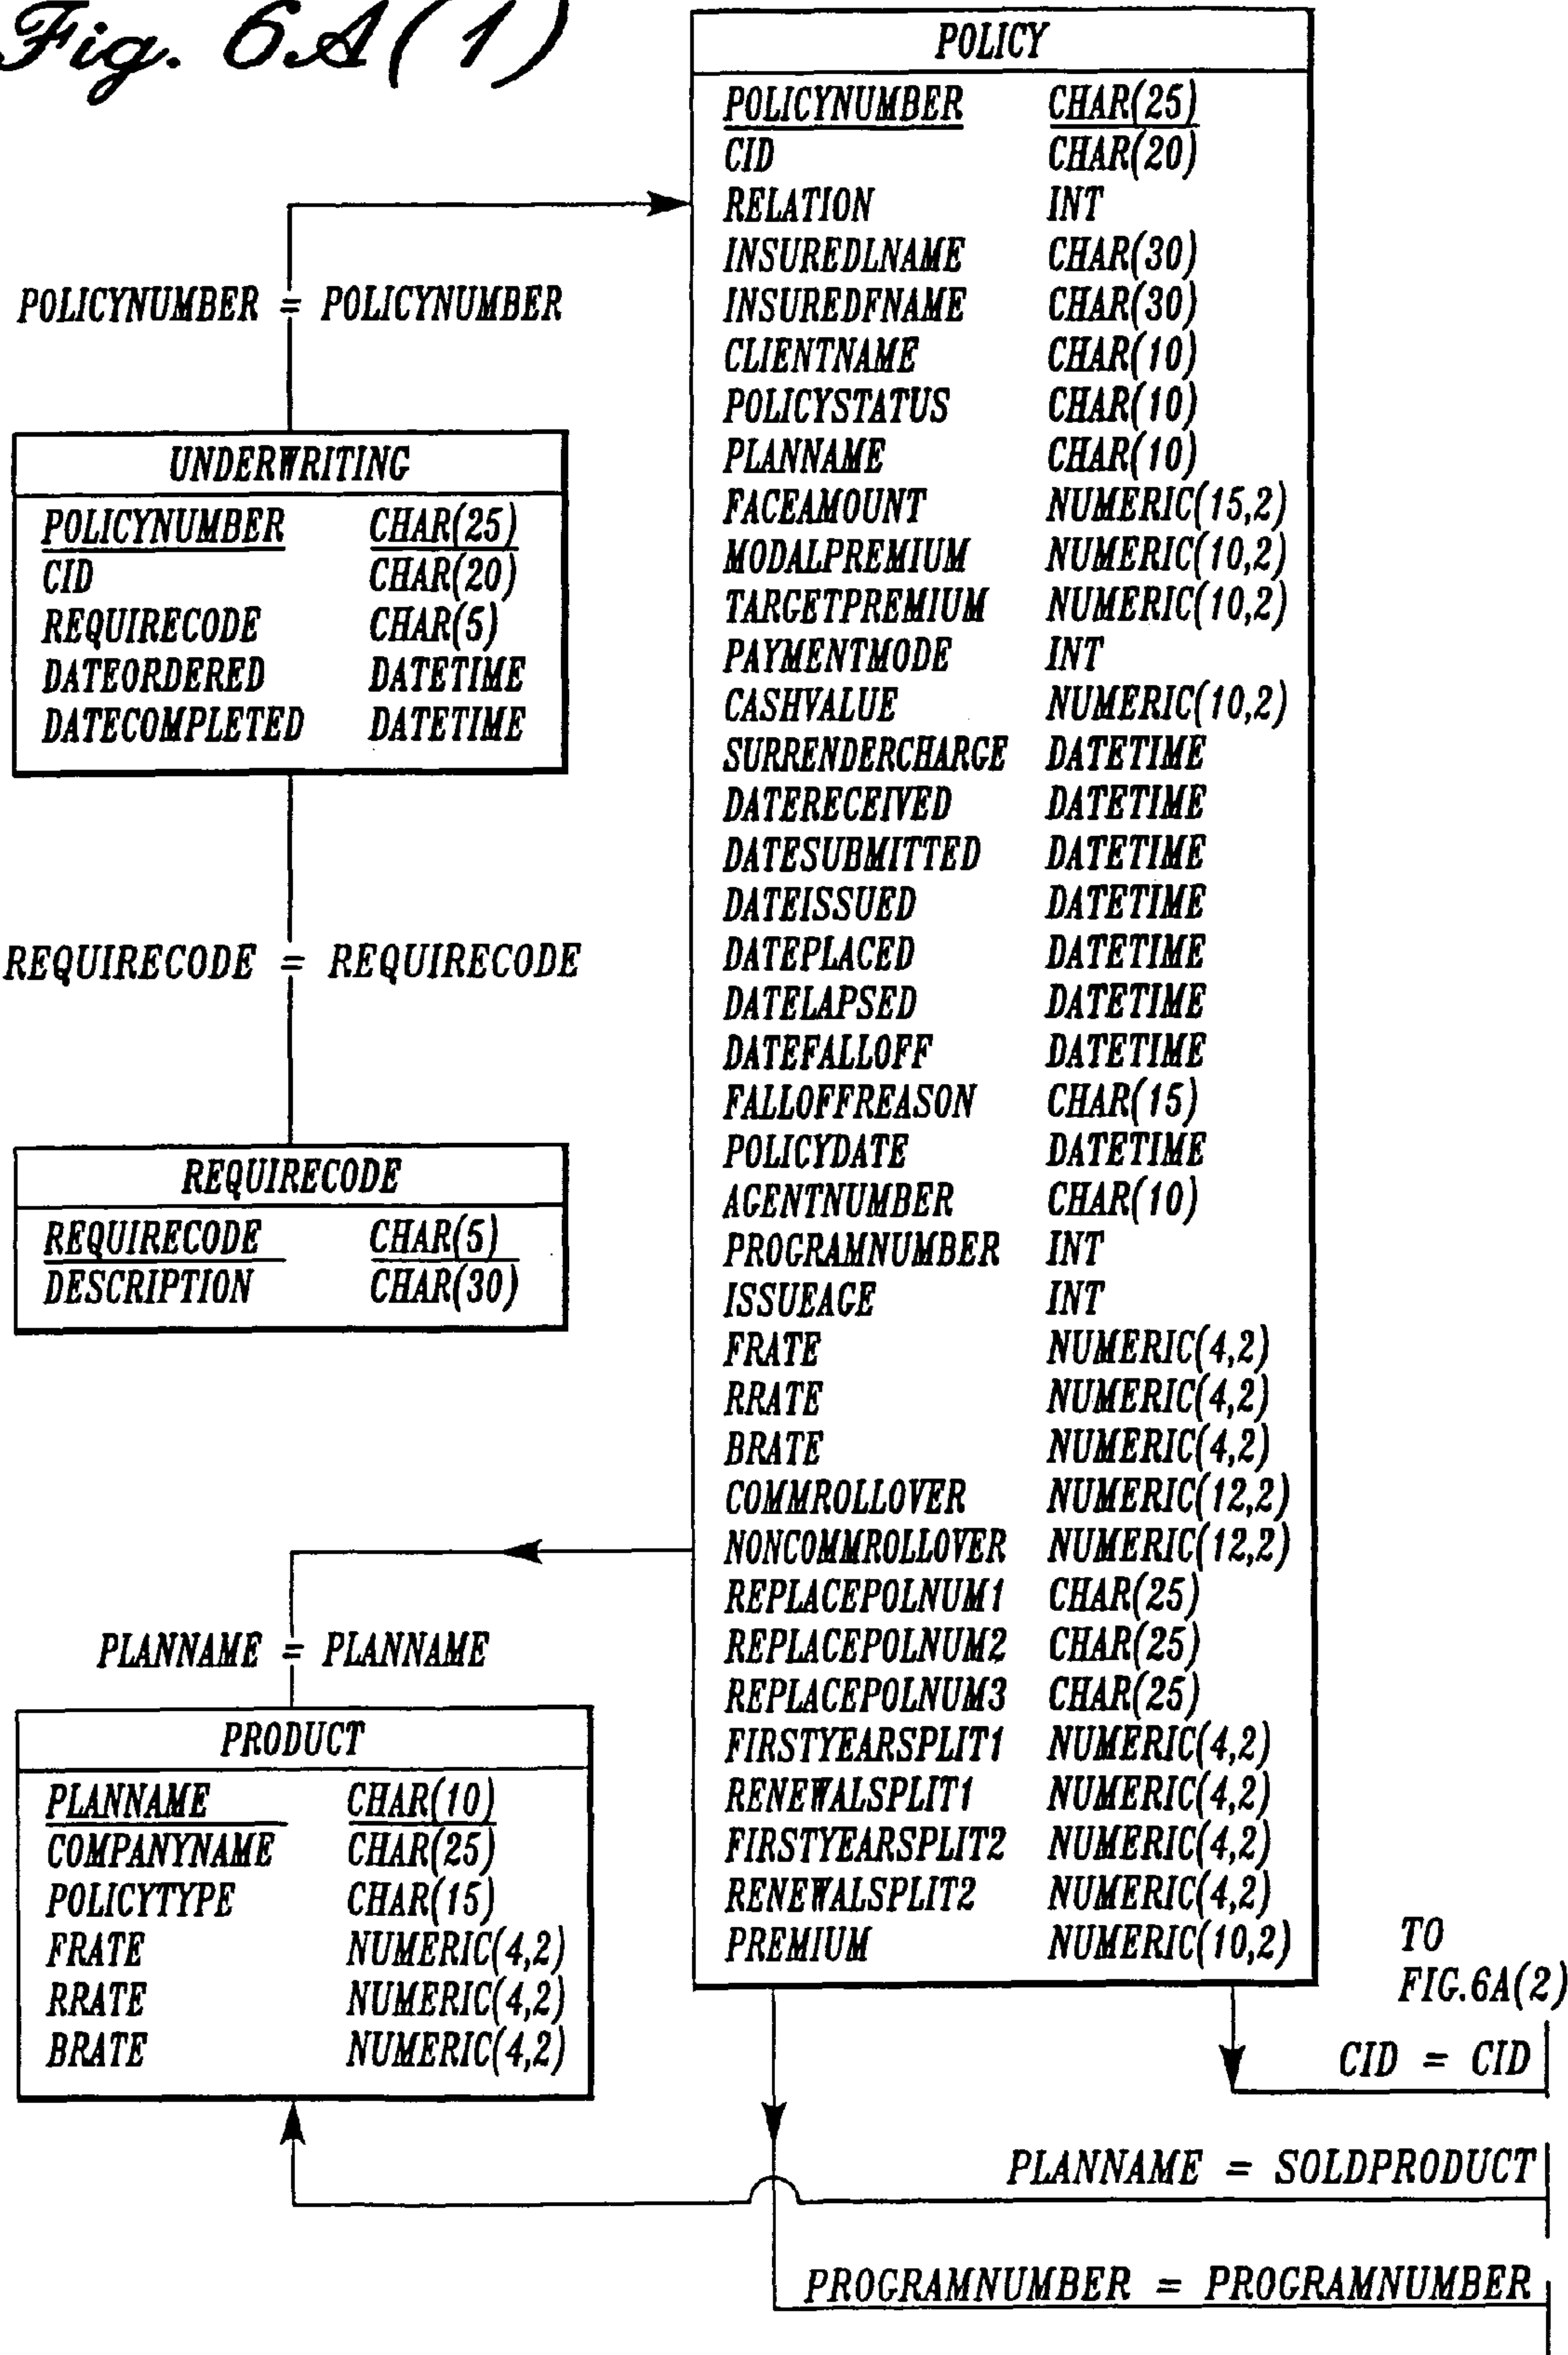 Fig. 6A(1)
POLICY
POLICYNUMBER CHAR(25)
CID CHAR(20)
RELATION INT
INSUREDLNAME CHAR(30)
INSUREDFNAME CHAR(30)
CLIENTNAME CHAR(10)
POLICYSTATUS CHAR(10)
PLANNAME CHAR(10)
FACEAMOUNT NUMERIC(15,2)
MODALPREMIUM NUMERIC(10,2)
TARGETPREMIUM NUMERIC(10,2)
PAYMENTMODE INT
CASHVALUE NUMERIC(10,2)
SURRENDERCHARGE DATETIME
DATERECEIVED DATETIME
DATESUBMITTED DATETIME
DATEISSUED DATETIME
DATEPLACED DATETIME
DATELAPSED DATETIME
DATEFALLOFF DATETIME
FALLOFFREASON CHAR(15)
POLICYDATE DATETIME
AGENTNUMBER CHAR(10)
PROGRAMNUMBER INT
ISSUEAGE INT
FRATE NUMERIC(4,2)
RRATE NUMERIC(4,2)
BRATE NUMERIC(4,2)
COMMROLLOVER NUMERIC(12,2)
NONCOMMROLLOVER NUMERIC(12,2)
REPLACEPOLNUM1 CHAR(25)
REPLACEPOLNUM2 CHAR(25)
REPLACEPOLNUM3 CHAR(25)
FIRSTYEARSPLIT1 NUMERIC(4,2)
RENEWALSPLIT1 NUMERIC(4,2)
FIRSTYEARSPLIT2 NUMERIC(4,2)
RENEWALSPLIT2 NUMERIC(4,2)
PREMIUM NUMERIC(10,2)
POLICYNUMBER = POLICYNUMBER
UNDERWRITING
POLICYNUMBER CHAR(25)
CID CHAR(20)
REQUIRECODE CHAR(5)
DATEORDERED DATETIME
DATECOMPLETED DATETIME
REQUIRECODE = REQUIRECODE
REQUIRECODE
REQUIRECODE CHAR(5)
DESCRIPTION CHAR(30)
PLANNAME = PLANNAME
PRODUCT
PLANNAME CHAR(10)
COMPANYNAME CHAR(25)
POLICYTYPE CHAR(15)
FRATE NUMERIC(4,2)
RRATE NUMERIC(4,2)
BRATE NUMERIC(4,2)
TO
FIG.6A(2)
CID = CID
PLANNAME = SOLDPRODUCT
PROGRAMNUMBER = PROGRAMNUMBER